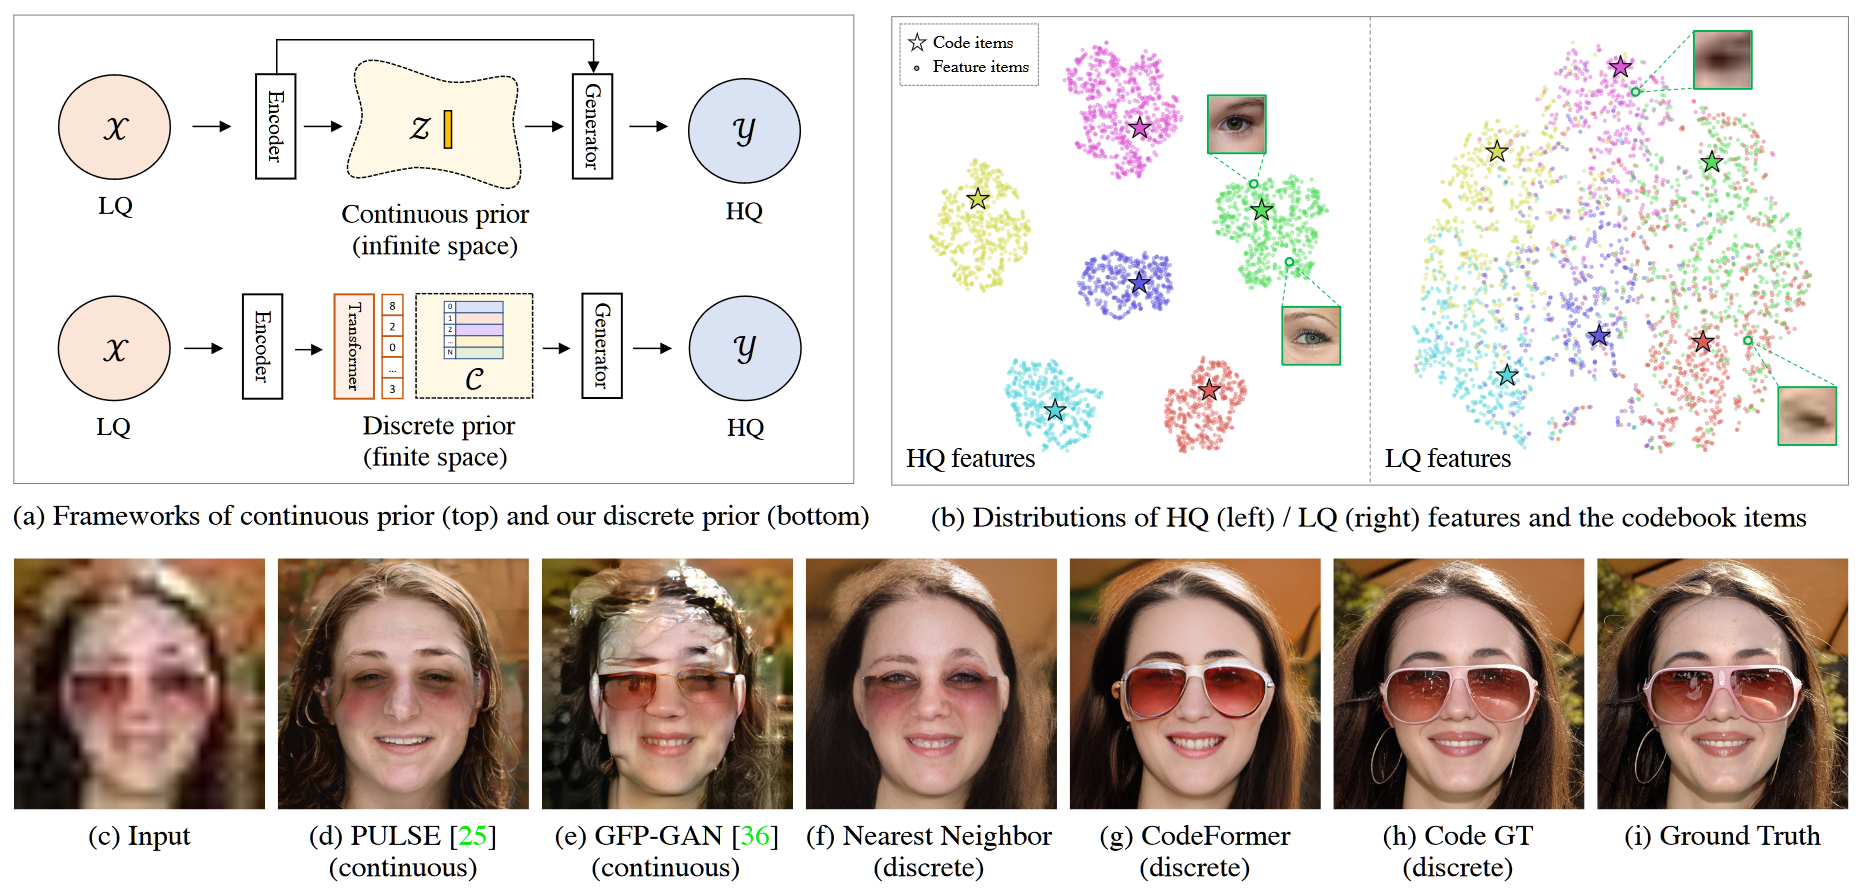 X
LQ
Encoder
Z
Generator
Y
HQ
Continuous prior
(infinite space)
X
LQ
Encoder
Transformer
8
2
0
...
3
0
1
2
...
N
C
Generator
Y
HQ
Discrete prior
(finite space)
(a) Frameworks of continuous prior (top) and our discrete prior (bottom)
Code items
Feature items
HQ features
LQ features
(b) Distributions of HQ (left) / LQ (right) features and the codebook items
(c) Input
(d) PULSE [25]
(continuous)
(e) GFP-GAN [36]
(continuous)
(f) Nearest Neighbor
(discrete)
(g) CodeFormer
(discrete)
(h) Code GT
(discrete)
(i) Ground Truth